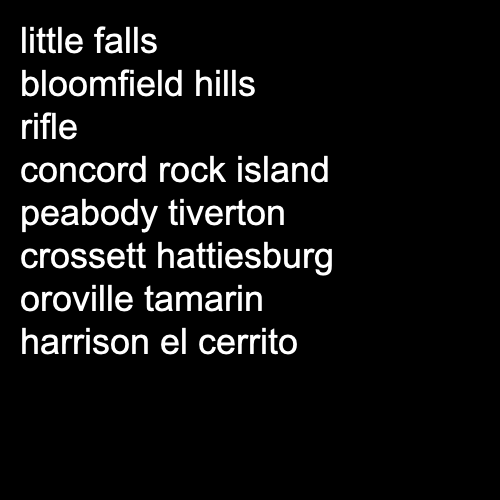 little falls
bloomfield hills
rifle
concord rock island
peabody tiverton
crossett hattiesburg
oroville tamarin
harrison el cerrito